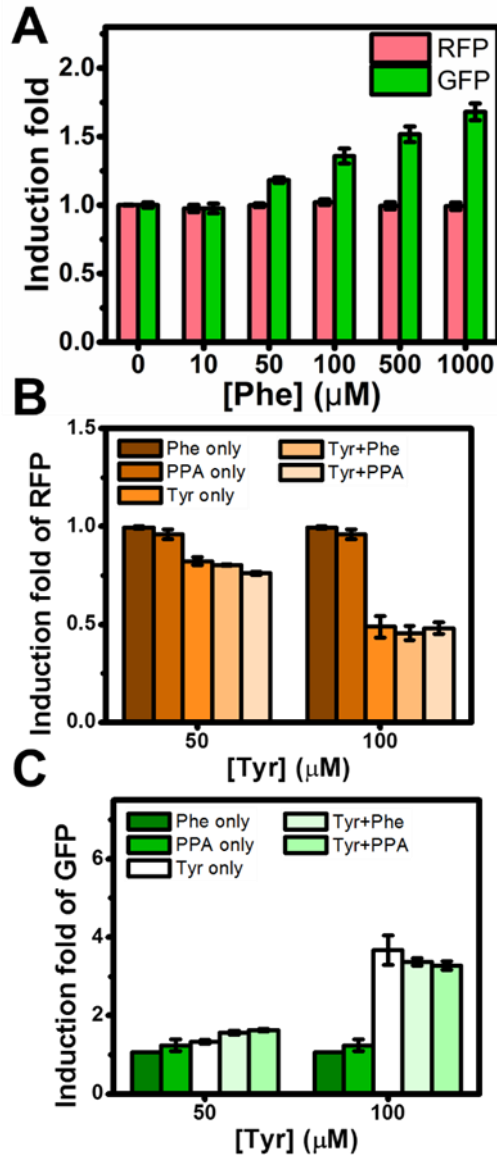 A
Induction fold
2.0
1.5
1.0
0.5
0.0
RFP
GFP
0 10 50 100 500 1000
[Phe] (µM)
B
Induction fold of RFP
1.5
1.0
0.5
0.0
Phe only
PPA only
Tyr only
Tyr+Phe
Tyr+PPA
50 100
[Tyr] (µM)
C
Induction fold of GFP
6
4
2
0
Phe only
PPA only
Tyr only
Tyr+Phe
Tyr+PPA
50 100
[Tyr] (µM)